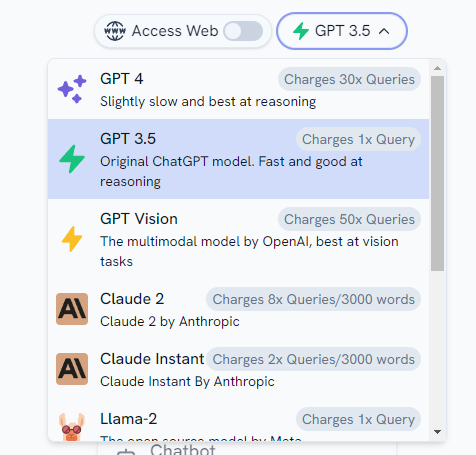 WWW Access Web GPT 3.5
GPT 4 Charges 30x Queries
Slightly slow and best at reasoning
GPT 3.5 Charges 1x Query
Original ChatGPT model. Fast and good at
reasoning
GPT Vision Charges 50x Queries
The multimodal model by OpenAI, best at vision
tasks
Claude 2 Charges 8x Queries/3000 words
Claude 2 by Anthropic
Claude Instant Charges 2x Queries/3000 words
Claude Instant By Anthropic
Llama-2 Charges 1x Query
The open source model by Meta
Chatbot